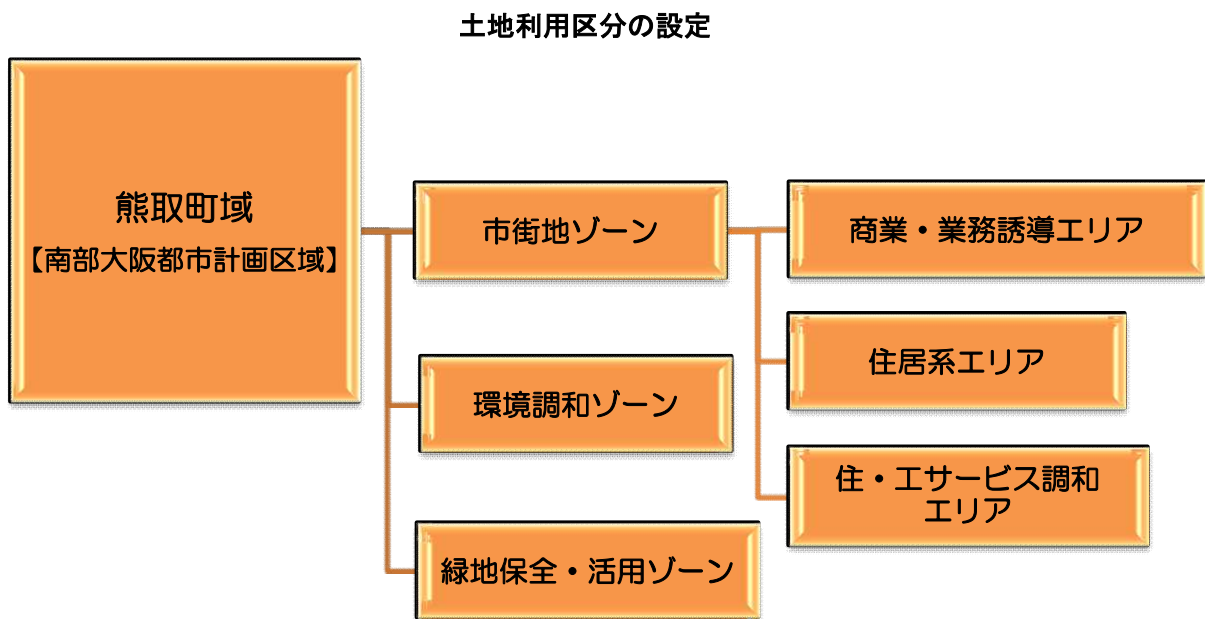 土地利用区分の設定
熊取町域
【南部大阪都市計画区域】
市街地ゾーン
環境調和ゾーン
緑地保全・活用ゾーン
商業・業務誘導エリア
住居系エリア
住・工サービス調和
エリア